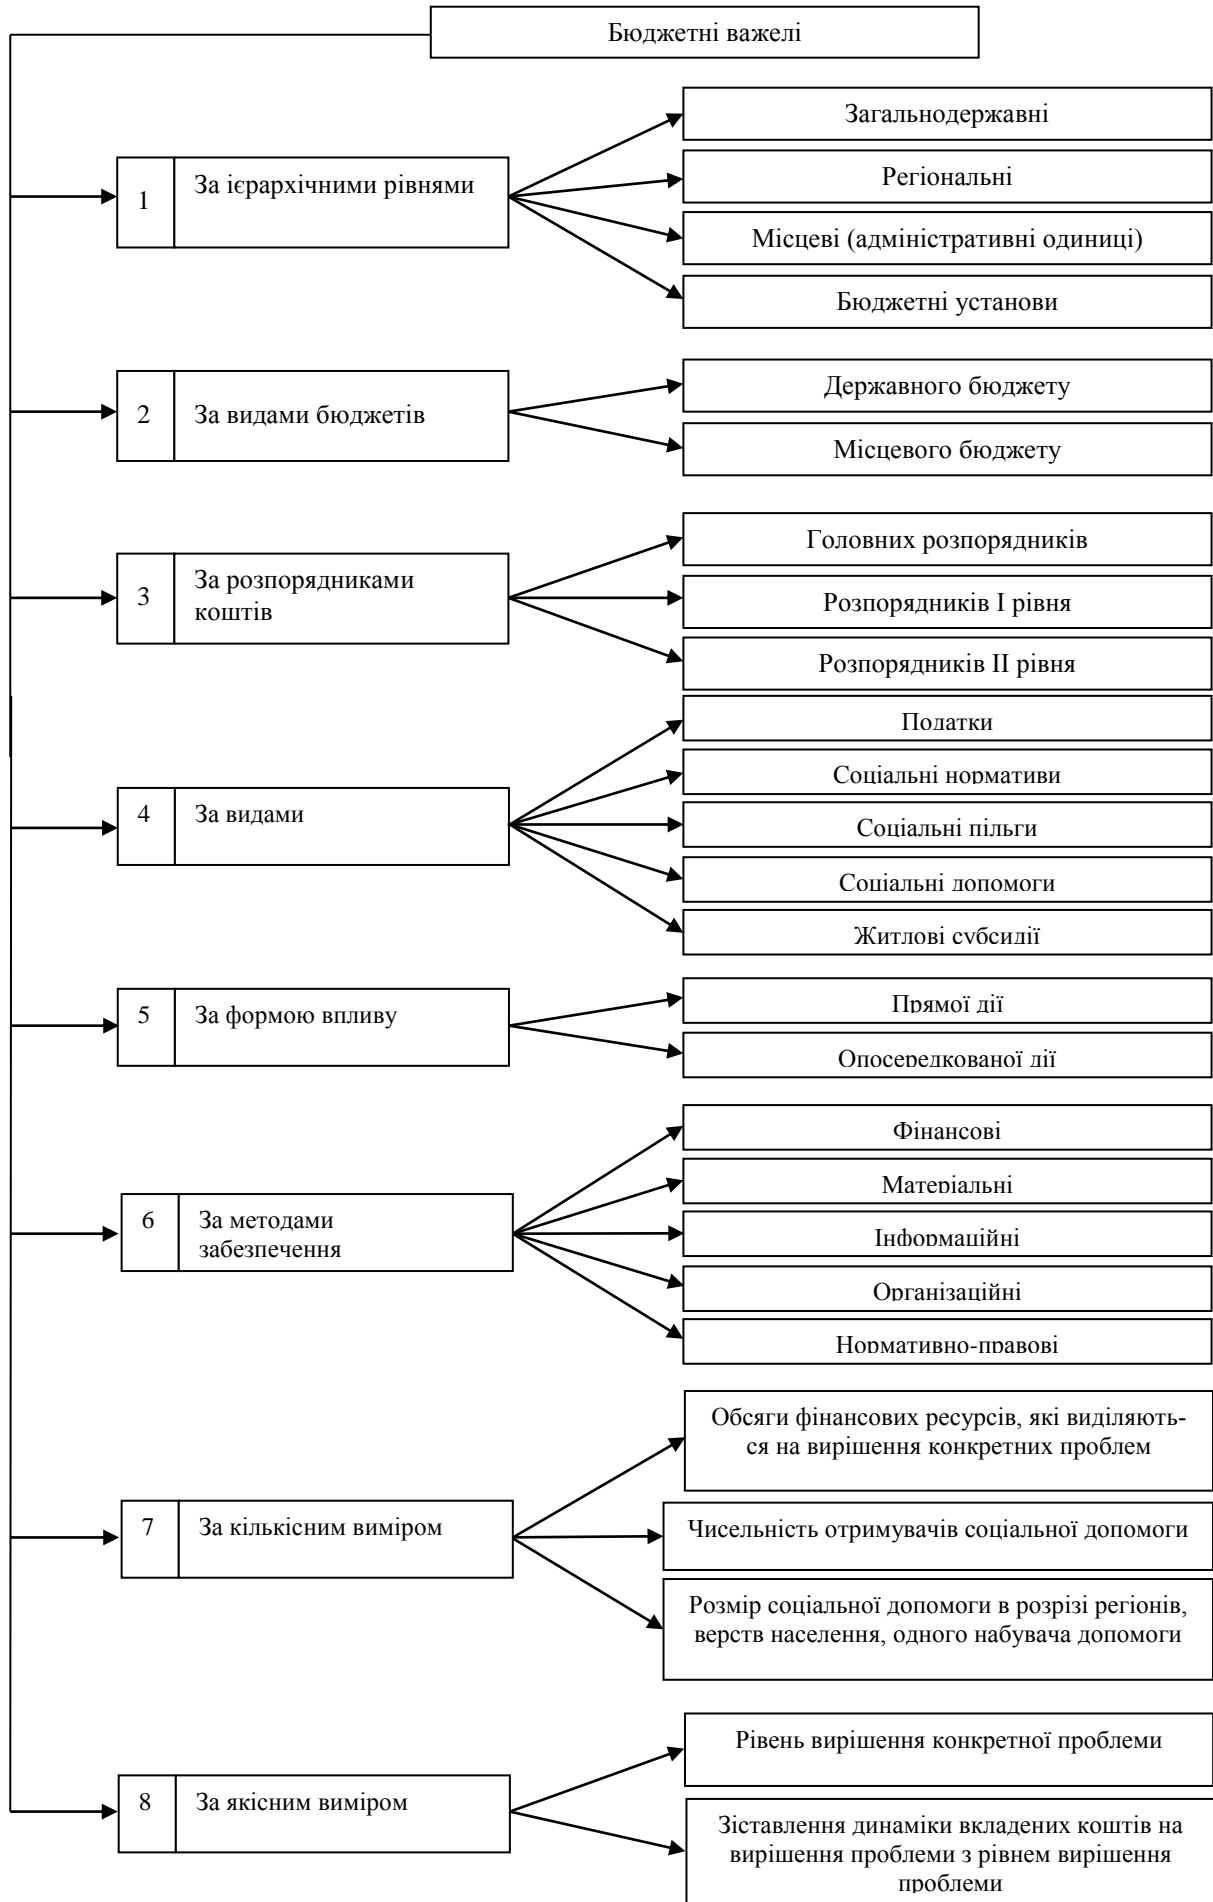 Бюджетні важелі
1
За ієрархічними рівнями
Загальнодержавні
Регіональні
Місцеві (адміністративні одиниці)
Бюджетні установи
2
За видами бюджетів
Державного бюджету
Місцевого бюджету
3
За розпорядниками
коштів
Головних розпорядників
Розпорядників І рівня
Розпорядників ІІ рівня
4
За видами
Податки
Соціальні нормативи
Соціальні пільги
Соціальні допомоги
Житлові субсидії
5
За формою впливу
Прямої дії
Опосередкованої дії
6
За методами
забезпечення
Фінансові
Матеріальні
Інформаційні
Організаційні
Нормативно-правові
7
За кількісним виміром
Обсяги фінансових ресурсів, які виділяють-
ся на вирішення конкретних проблем
Чисельність отримувачів соціальної допомоги
Розмір соціальної допомоги в розрізі регіонів,
верств населення, одного набувача допомоги
8
За якісним виміром
Рівень вирішення конкретної проблеми
Зіставлення динаміки вкладених коштів на
вирішення проблеми з рівнем вирішення
проблеми